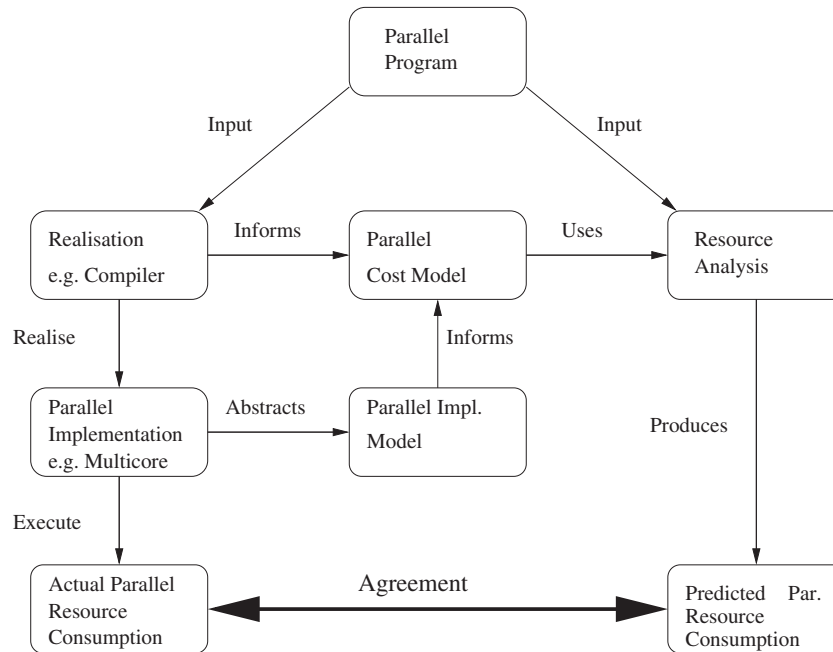 Parallel
Program
Input
Input
Realisation
e.g. Compiler
Informs
Parallel
Cost Model
Uses
Resource
Analysis
Realise
Informs
Parallel
Implementation
e.g. Multicore
Abstracts
Parallel Impl.
Model
Produces
Execute
Actual Parallel
Resource
Consumption
Agreement
Predicted Par.
Resource
Consumption